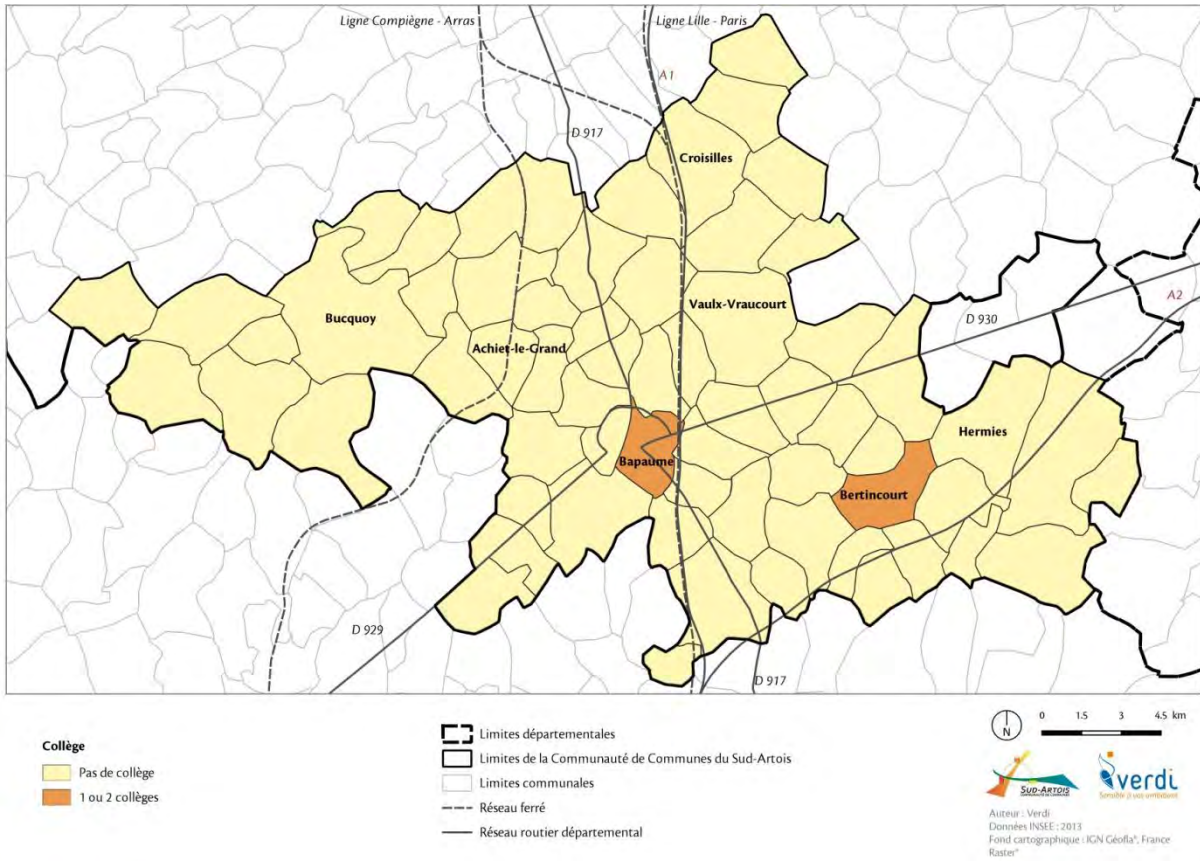 Ligne Compiègne - Arras
Ligne Lille - Paris
A1
D 917
Croisilles
Vaulx-Vraucourt
A2
D 930
Bucquoy
Achiet-le-Grand
Hermies
Bapaume
Bertincourt
D 929
D 917
Collège
Pas de collège
1 ou 2 collèges
Limites départementales
Limites de la Communauté de Communes du Sud-Artois
Limites communales
Réseau ferré
Réseau routier départemental
N
0 1.5 3 4.5 km
SUD-ARTOIS
COMMUNAUTÉ DE COMMUNES
verdi
Auteur : Verdi
Données INSEE : 2013
Fond cartographique : IGN Géofla®, France
Raster®